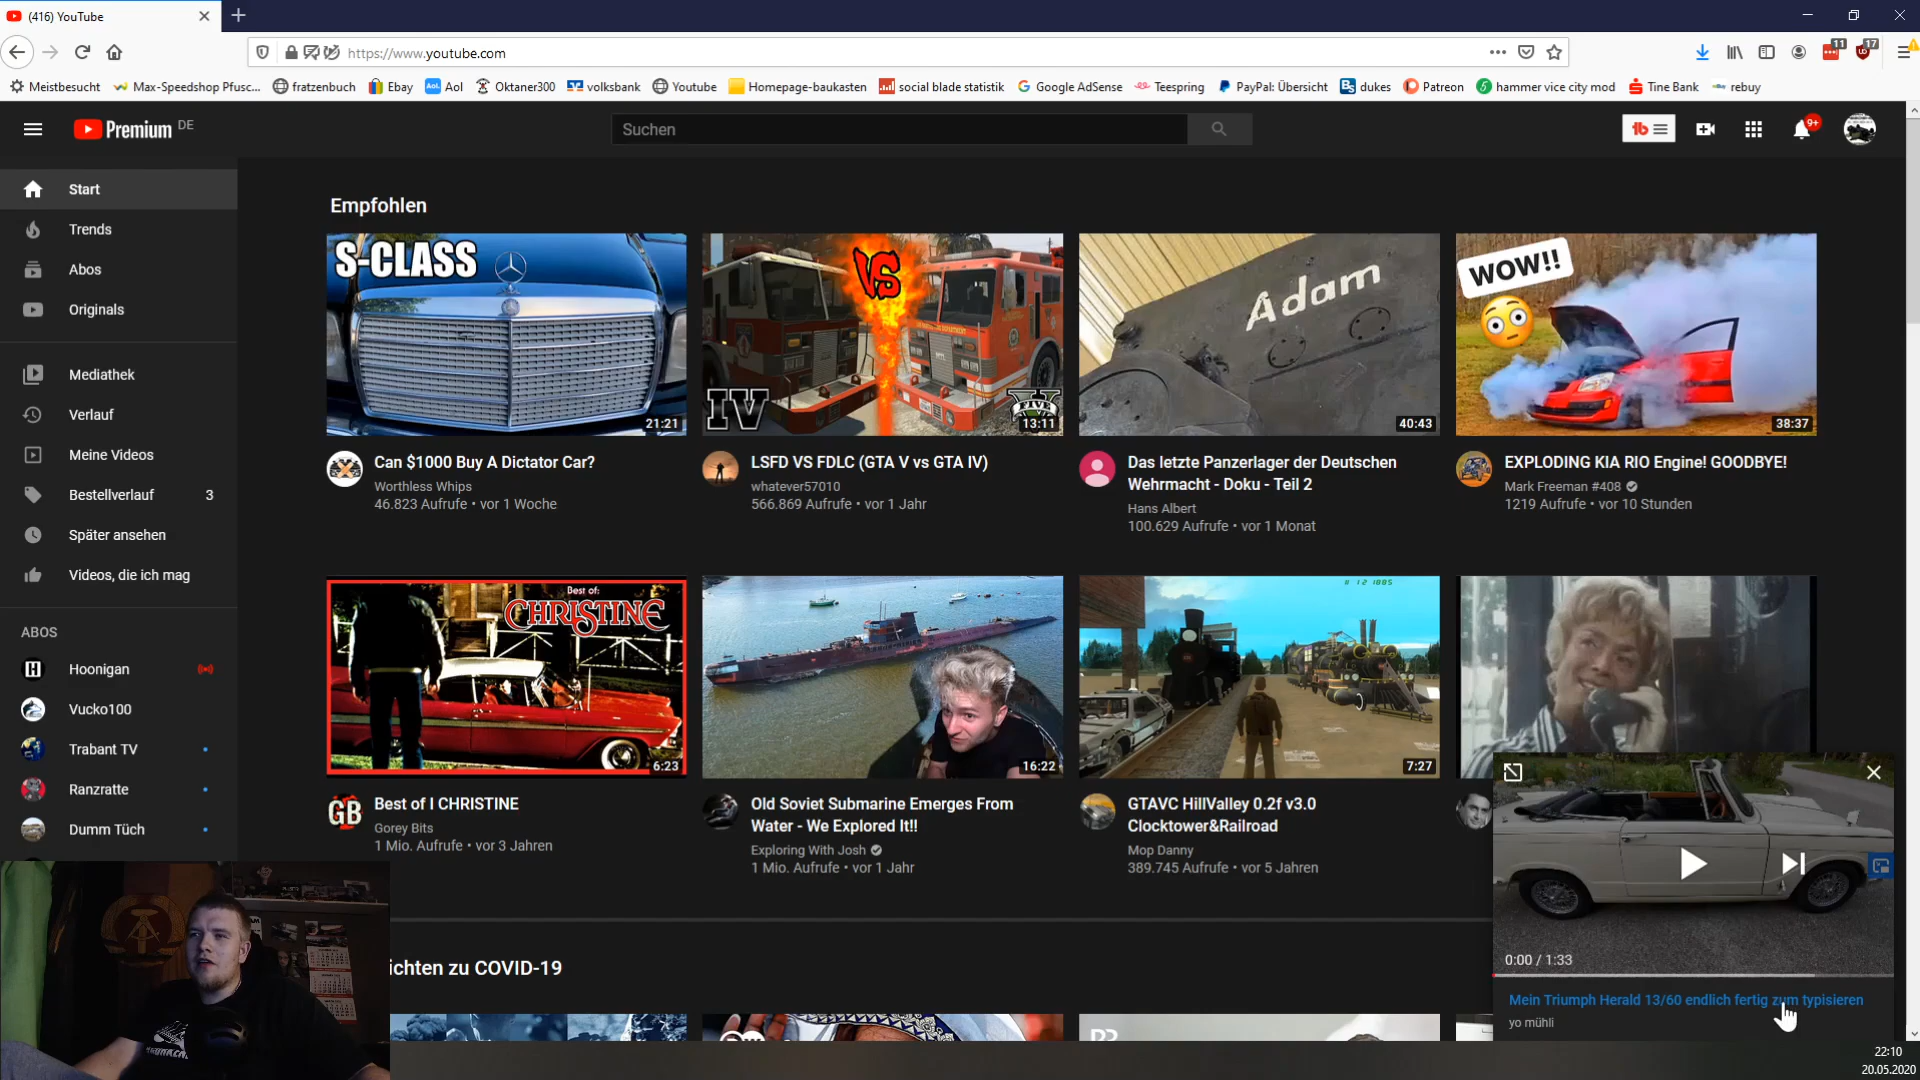 (416) YouTube
https://www.youtube.com
11
17
Meistbesucht
Max-Speedshop Pfusc...
fratzenbuch
Ebay
Aol
Oktaner300
volksbank
Youtube
Homepage-baukasten
social blade statistik
Google AdSense
Teespring
PayPal: Übersicht
dukes
Patreon
hammer vice city mod
Tine Bank
rebuy
Premium DE
Suchen
tb
9+
Start
Trends
Abos
Originals
Mediathek
Verlauf
Meine Videos
Bestellverlauf 3
Später ansehen
Videos, die ich mag
ABOS
Hoonigan
Vucko100
Trabant TV
Ranzratte
Dumm Tüch
Empfohlen
S-CLASS
21:21
Can $1000 Buy A Dictator Car?
Worthless Whips
46.823 Aufrufe • vor 1 Woche
VS
IV
V
FIVE
13:11
LSFD VS FDLC (GTA V vs GTA IV)
whatever57010
566.869 Aufrufe • vor 1 Jahr
Adam
40:43
Das letzte Panzerlager der Deutschen
Wehrmacht - Doku - Teil 2
Hans Albert
100.629 Aufrufe • vor 1 Monat
WOW!!
38:37
EXPLODING KIA RIO Engine! GOODBYE!
Mark Freeman #408
1219 Aufrufe • vor 10 Stunden
Best of:
CHRISTINE
6:23
GB
Best of I CHRISTINE
Gorey Bits
1 Mio. Aufrufe • vor 3 Jahren
16:22
Old Soviet Submarine Emerges From
Water - We Explored It!!
Exploring With Josh
1 Mio. Aufrufe • vor 1 Jahr
11 12 1885
7:27
GTAVC HillValley 0.2f v3.0
Clocktower&Railroad
Mop Danny
389.745 Aufrufe • vor 5 Jahren
0:00 / 1:33
Mein Triumph Herald 13/60 endlich fertig zum typisieren
yo mühli
ichten zu COVID-19
22:10
20.05.2020